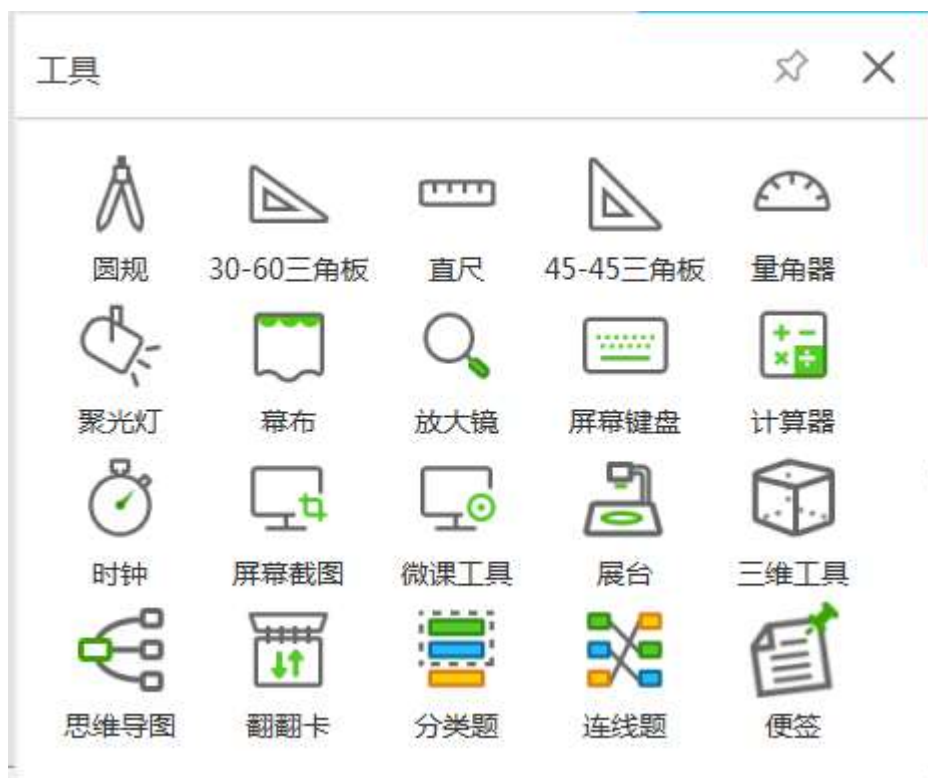 工具
圆规 30-60三角板 直尺 45-45三角板 量角器
聚光灯 幕布 放大镜 屏幕键盘 计算器
时钟 屏幕截图 微课工具 展台 三维工具
思维导图 翻翻卡 分类题 连线题 便签